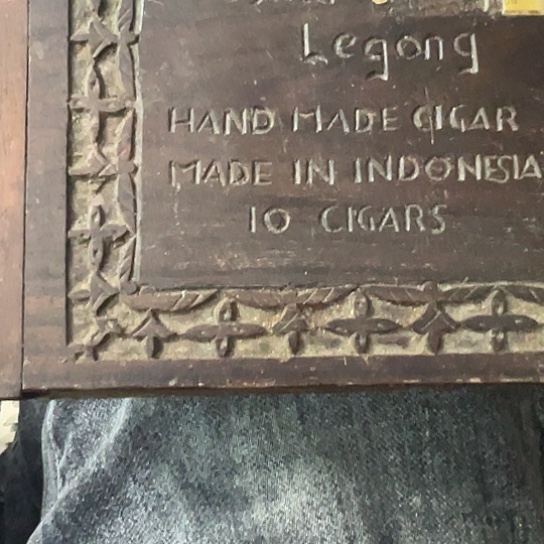 Legong
HAND MADE CIGAR
MADE IN INDONESIA
10 CIGARS